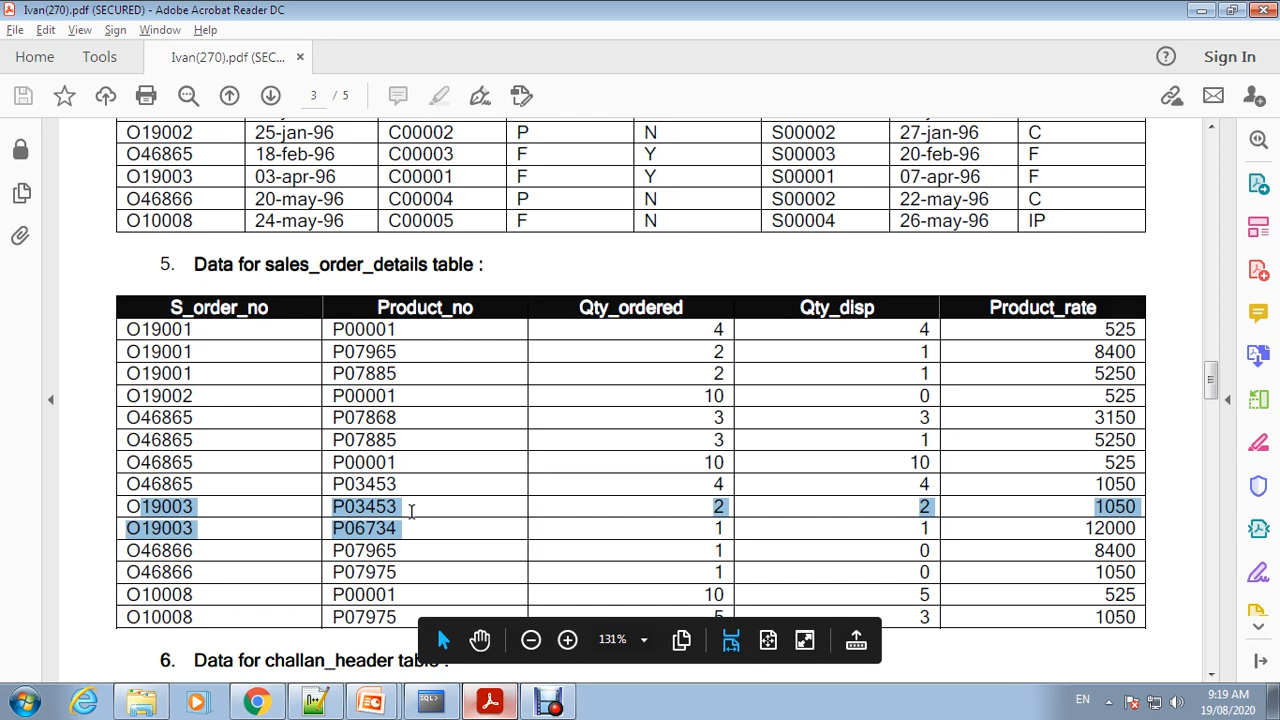 Ivan(270).pdf (SECURED) - Adobe Acrobat Reader DC
File Edit View Sign Window Help
Home Tools Ivan(270).pdf (SEC... × Sign In
3 / 5
O19002 25-jan-96 C00002 P N S00002 27-jan-96 C
O46865 18-feb-96 C00003 F Y S00003 20-feb-96 F
O19003 03-apr-96 C00001 F Y S00001 07-apr-96 F
O46866 20-may-96 C00004 P N S00002 22-may-96 C
O10008 24-may-96 C00005 F N S00004 26-may-96 IP
5. Data for sales_order_details table :
S_order_no Product_no Qty_ordered Qty_disp Product_rate
O19001 P00001 4 4 525
O19001 P07965 2 1 8400
O19001 P07885 2 1 5250
O19002 P00001 10 0 525
O46865 P07868 3 3 3150
O46865 P07885 3 1 5250
O46865 P00001 10 10 525
O46865 P03453 4 4 1050
O19003 P03453 2 2 1050
O19003 P06734 1 1 12000
O46866 P07965 1 0 8400
O46866 P07975 1 0 1050
O10008 P00001 10 5 525
O10008 P07975 5 3 1050
131%
6. Data for challan_header table :
EN 9:19 AM
19/08/2020